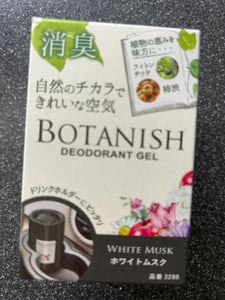 消臭
植物の恵みを
味方に・・・
フィトン
チッド
柿渋
自然のチカラで
きれいな空気
BOTANISH
DEODORANT GEL
ドリンクホルダーにピッタリ
WHITE MUSK
ホワイトムスク
品番 3280